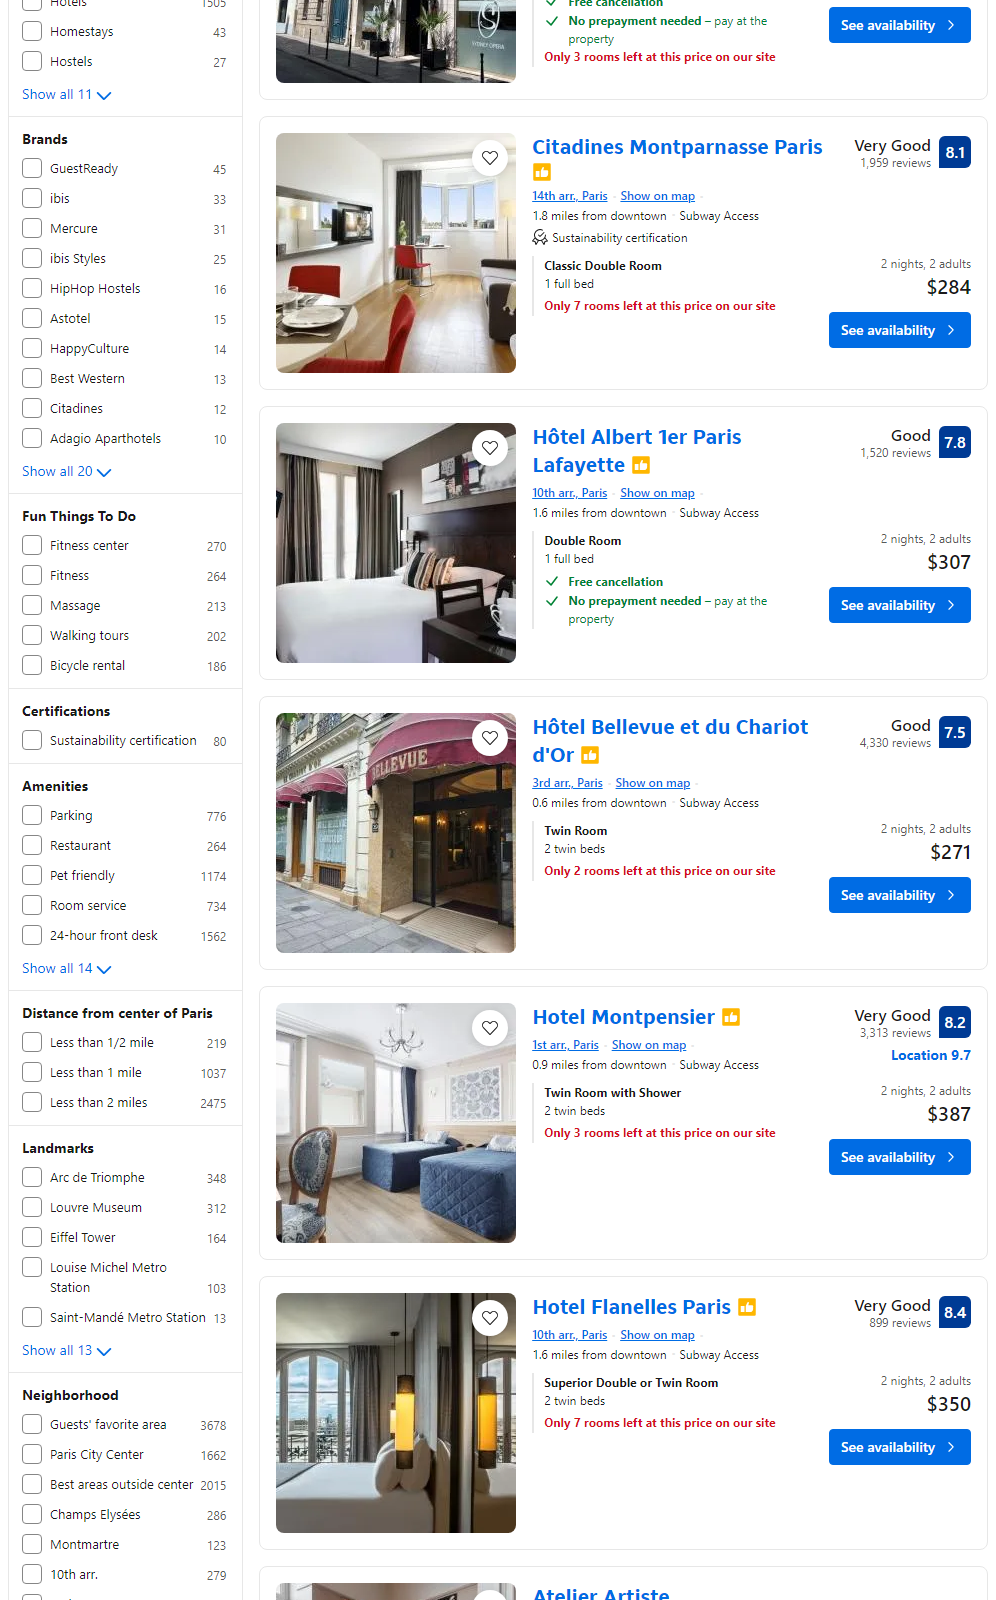 Hotels 1505
Homestays 43
Hostels 27
Show all 11
Brands
GuestReady 45
ibis 33
Mercure 31
ibis Styles 25
HipHop Hostels 16
Astotel 15
HappyCulture 14
Best Western 13
Citadines 12
Adagio Aparthotels 10
Show all 20
Fun Things To Do
Fitness center 270
Fitness 264
Massage 213
Walking tours 202
Bicycle rental 186
Certifications
Sustainability certification 80
Amenities
Parking 776
Restaurant 264
Pet friendly 1174
Room service 734
24-hour front desk 1562
Show all 14
Distance from center of Paris
Less than 1/2 mile 219
Less than 1 mile 1037
Less than 2 miles 2475
Landmarks
Arc de Triomphe 348
Louvre Museum 312
Eiffel Tower 164
Louise Michel Metro
Station 103
Saint-Mandé Metro Station 13
Show all 13
Neighborhood
Guests' favorite area 3678
Paris City Center 1662
Best areas outside center 2015
Champs Elysées 286
Montmartre 123
10th arr. 279
SYDNEY OPERA
Free cancellation
No prepayment needed – pay at the
property
Only 3 rooms left at this price on our site
See availability
Citadines Montparnasse Paris
Very Good 8.1
1,959 reviews
14th arr., Paris · Show on map ·
1.8 miles from downtown · Subway Access
Sustainability certification
Classic Double Room
1 full bed
Only 7 rooms left at this price on our site
2 nights, 2 adults
$284
See availability
Hôtel Albert 1er Paris
Lafayette
Good 7.8
1,520 reviews
10th arr., Paris · Show on map ·
1.6 miles from downtown · Subway Access
Double Room
1 full bed
Free cancellation
No prepayment needed – pay at the
property
2 nights, 2 adults
$307
See availability
BELLEVUE
Hôtel Bellevue et du Chariot
d'Or
Good 7.5
4,330 reviews
3rd arr., Paris · Show on map ·
0.6 miles from downtown · Subway Access
Twin Room
2 twin beds
Only 2 rooms left at this price on our site
2 nights, 2 adults
$271
See availability
Hotel Montpensier
Very Good 8.2
3,313 reviews
Location 9.7
1st arr., Paris · Show on map ·
0.9 miles from downtown · Subway Access
Twin Room with Shower
2 twin beds
Only 3 rooms left at this price on our site
2 nights, 2 adults
$387
See availability
Hotel Flanelles Paris
Very Good 8.4
899 reviews
10th arr., Paris · Show on map ·
1.6 miles from downtown · Subway Access
Superior Double or Twin Room
2 twin beds
Only 7 rooms left at this price on our site
2 nights, 2 adults
$350
See availability
Atelier Artiste